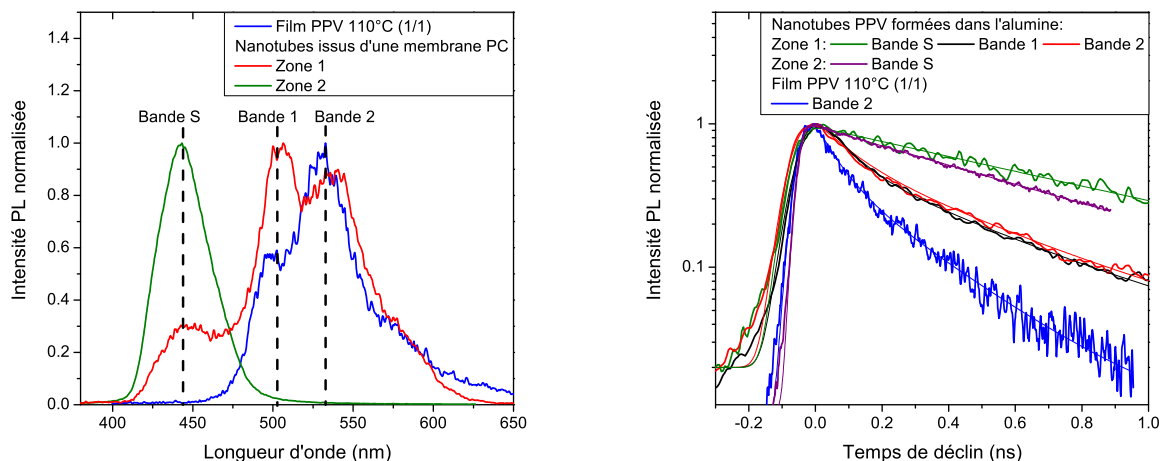 Film PPV 110°C (1/1)
Nanotubes issus d'une membrane PC
Zone 1
Zone 2
Bande S
Bande 1
Bande 2
Intensité PL normalisée
1.4
1.2
1.0
0.8
0.6
0.4
0.2
0.0
400
450
500
550
600
650
Longueur d'onde (nm)
Nanotubes PPV formées dans l'alumine:
Zone 1: Bande S Bande 1 Bande 2
Zone 2: Bande S
Film PPV 110°C (1/1)
Bande 2
Intensité PL normalisée
1
0.1
-0.2
0.0
0.2
0.4
0.6
0.8
1.0
Temps de déclin (ns)